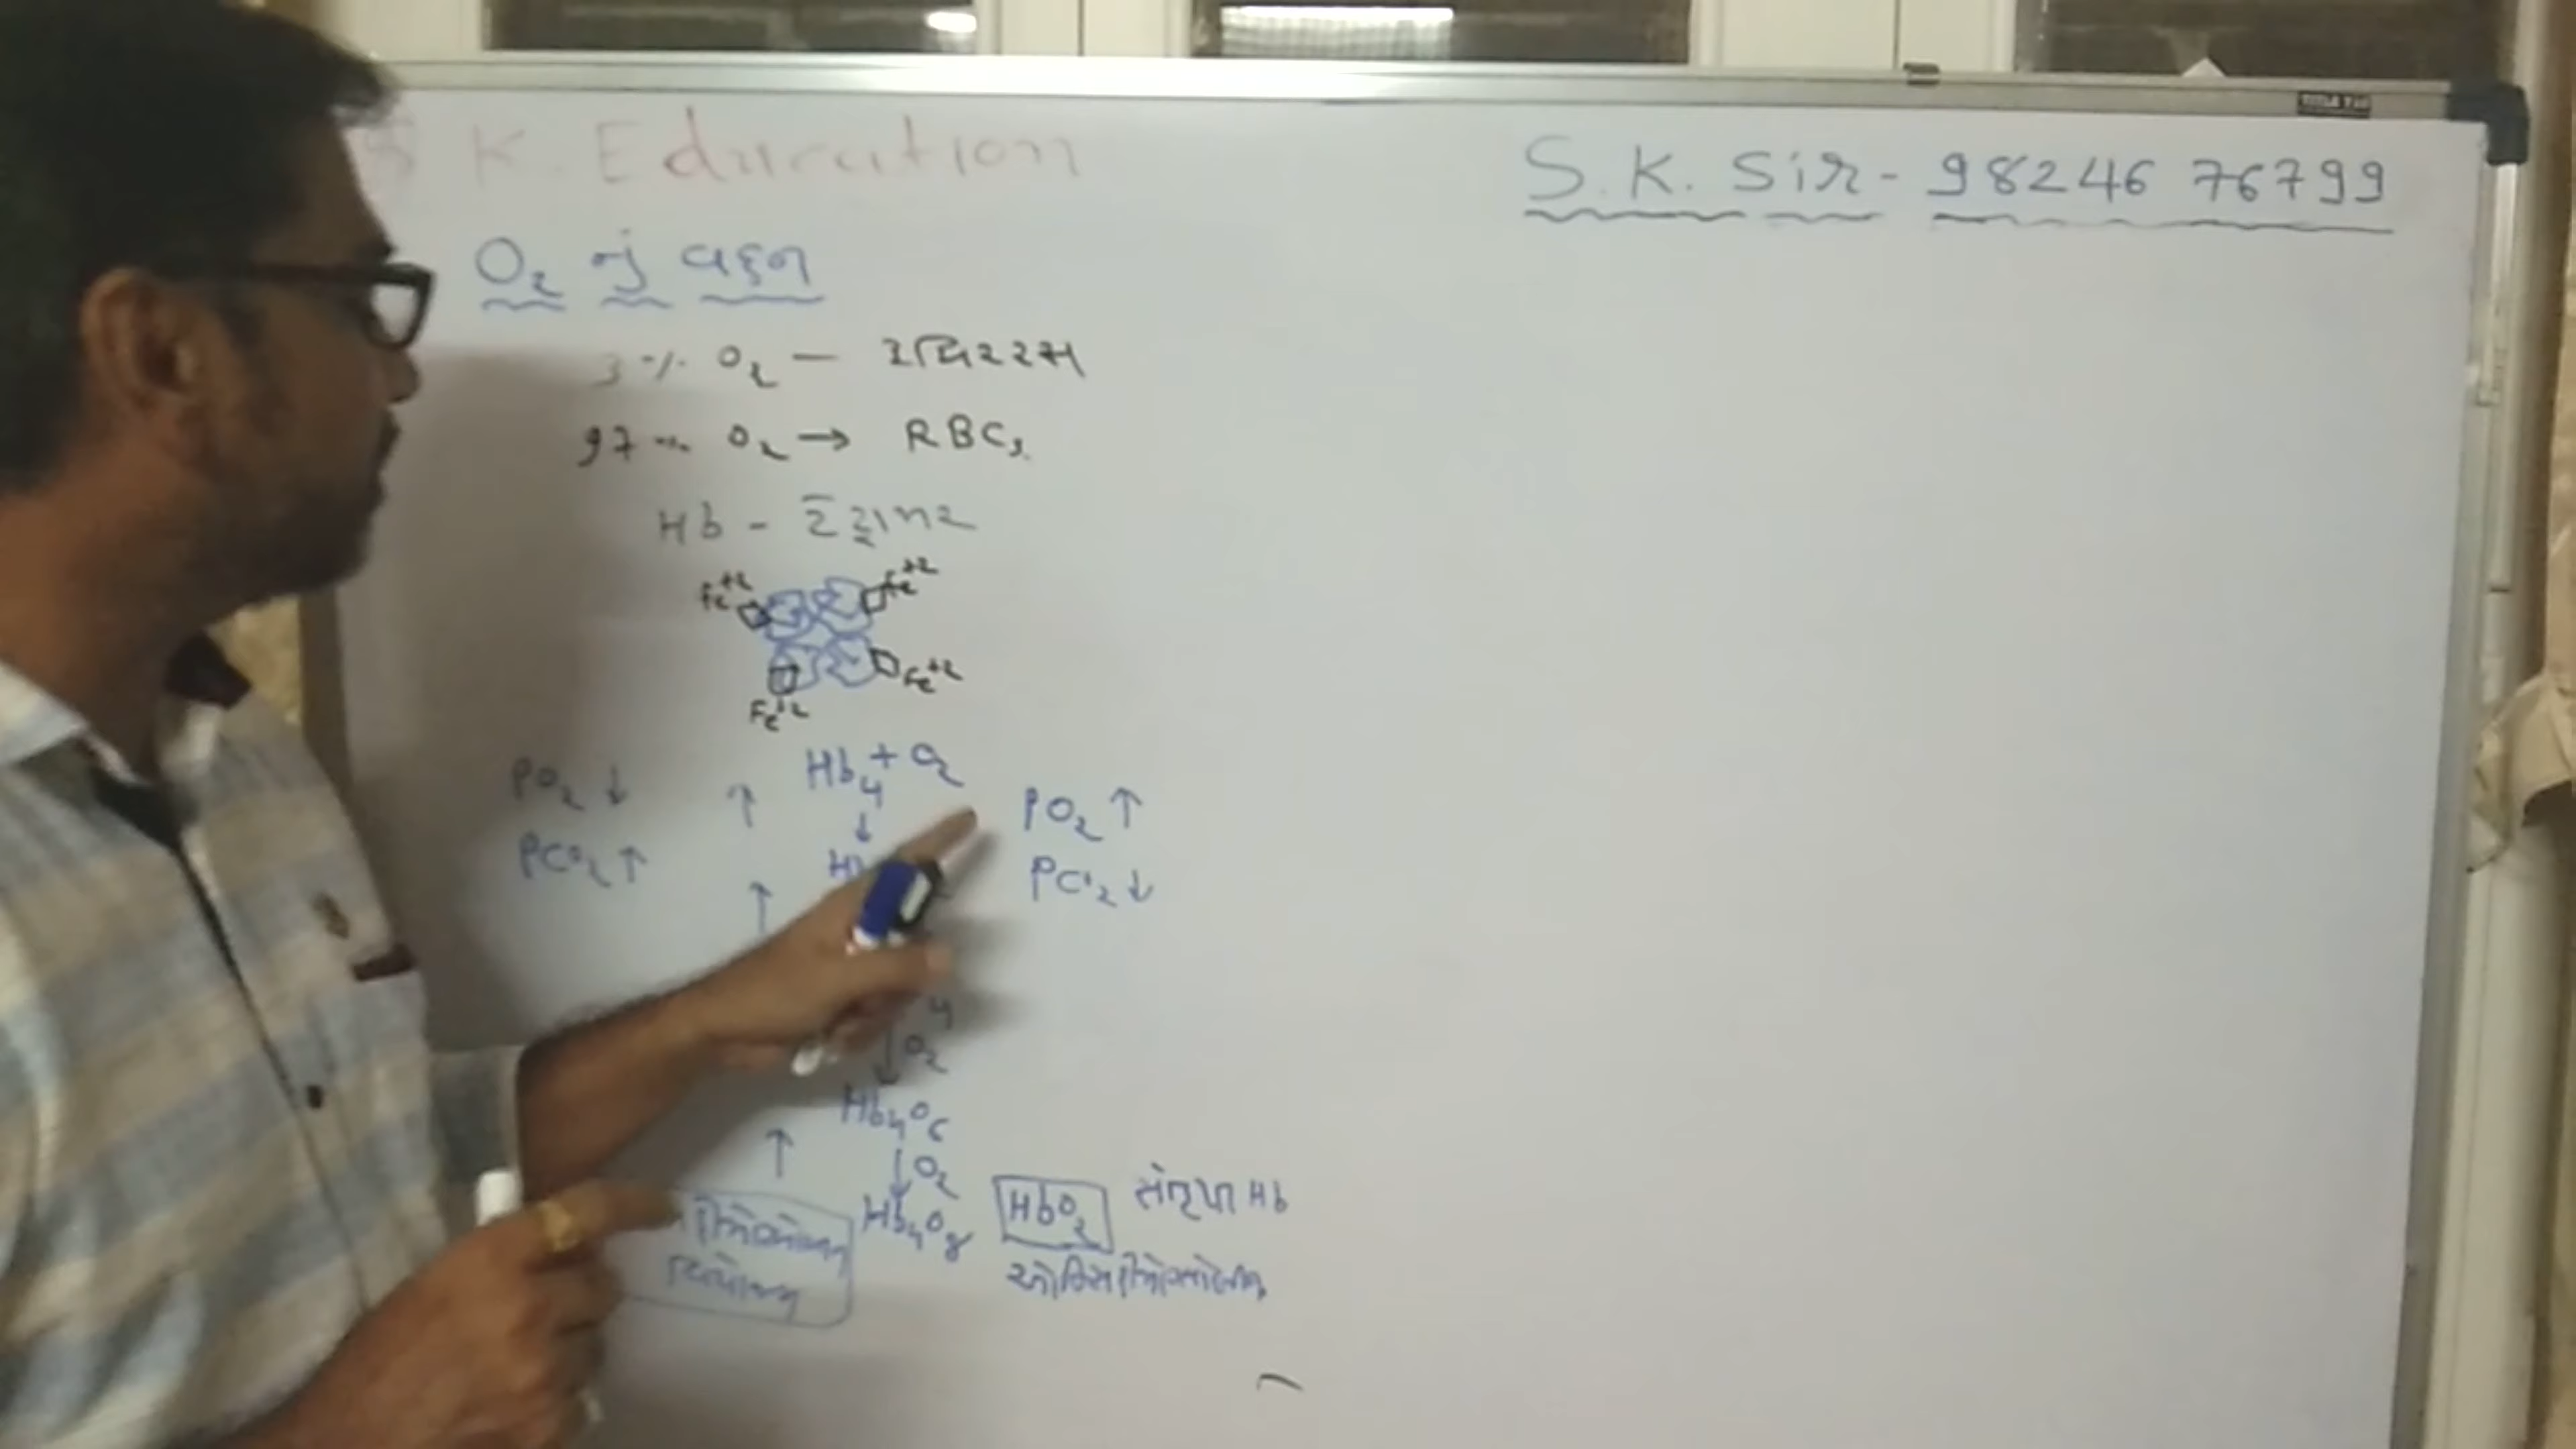 S K. Education
S. K. Sir - 98246 76799
O₂ નું વહન
3 % O₂ — રુધિરરસ
97 % O₂ → RBCs.
Hb - ટેટ્રામર
Fe⁺² Fe⁺²
Fe⁺²
Fe⁺²
PO₂ ↓ ↑ Hb₄ + O₂ PO₂ ↑
↓
PCO₂ ↑ PCO₂ ↓
↑
4
↓ O₂
Hb₄O₆
↑ ↓ O₂
Hb₄O₈ HbO₂ સંતૃપ્ત Hb
ઓક્સિહીમોગ્લોબીન